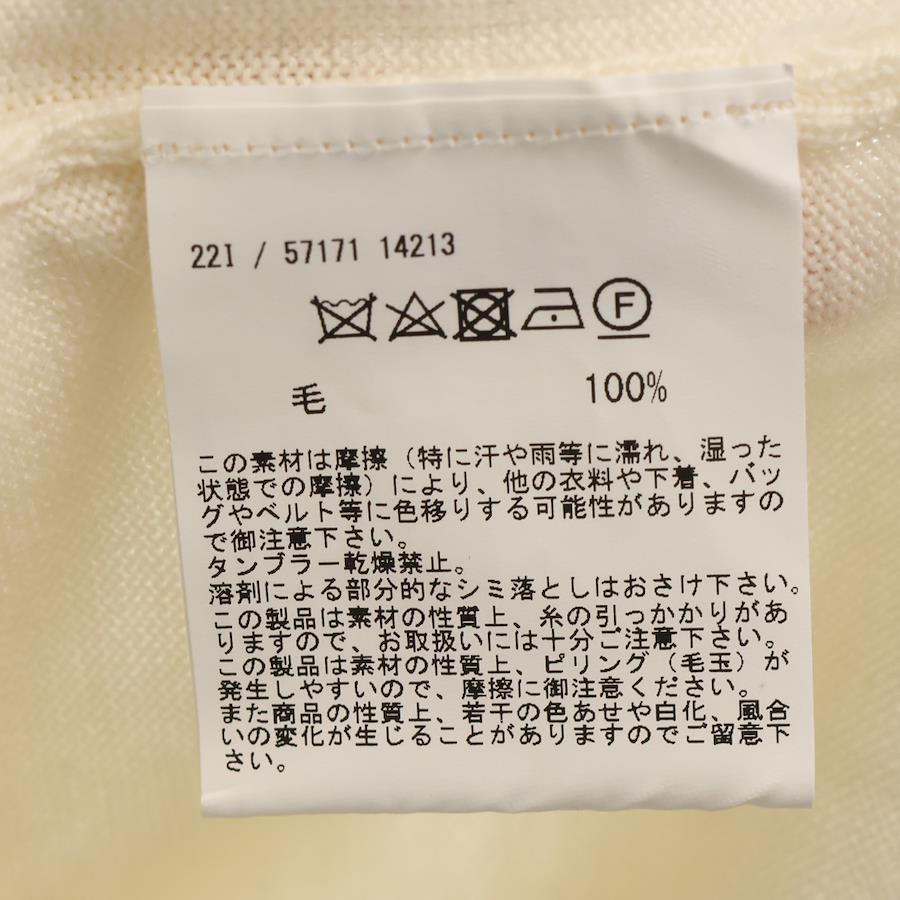 22I / 57171 14213
F
毛 100%
この素材は摩擦（特に汗や雨等に濡れ、湿った
状態での摩擦）により、他の衣料や下着、バッ
グやベルト等に色移りする可能性がありますの
で御注意下さい。
タンブラー乾燥禁止。
溶剤による部分的なシミ落としはおさけ下さい。
この製品は素材の性質上、糸の引っかかりがあ
りますので、お取扱いには十分ご注意下さい。
この製品は素材の性質上、ピリング（毛玉）が
発生しやすいので、摩擦に御注意ください。
また商品の性質上、若干の色あせや白化、風合
いの変化が生じることがありますのでご留意下
さい。